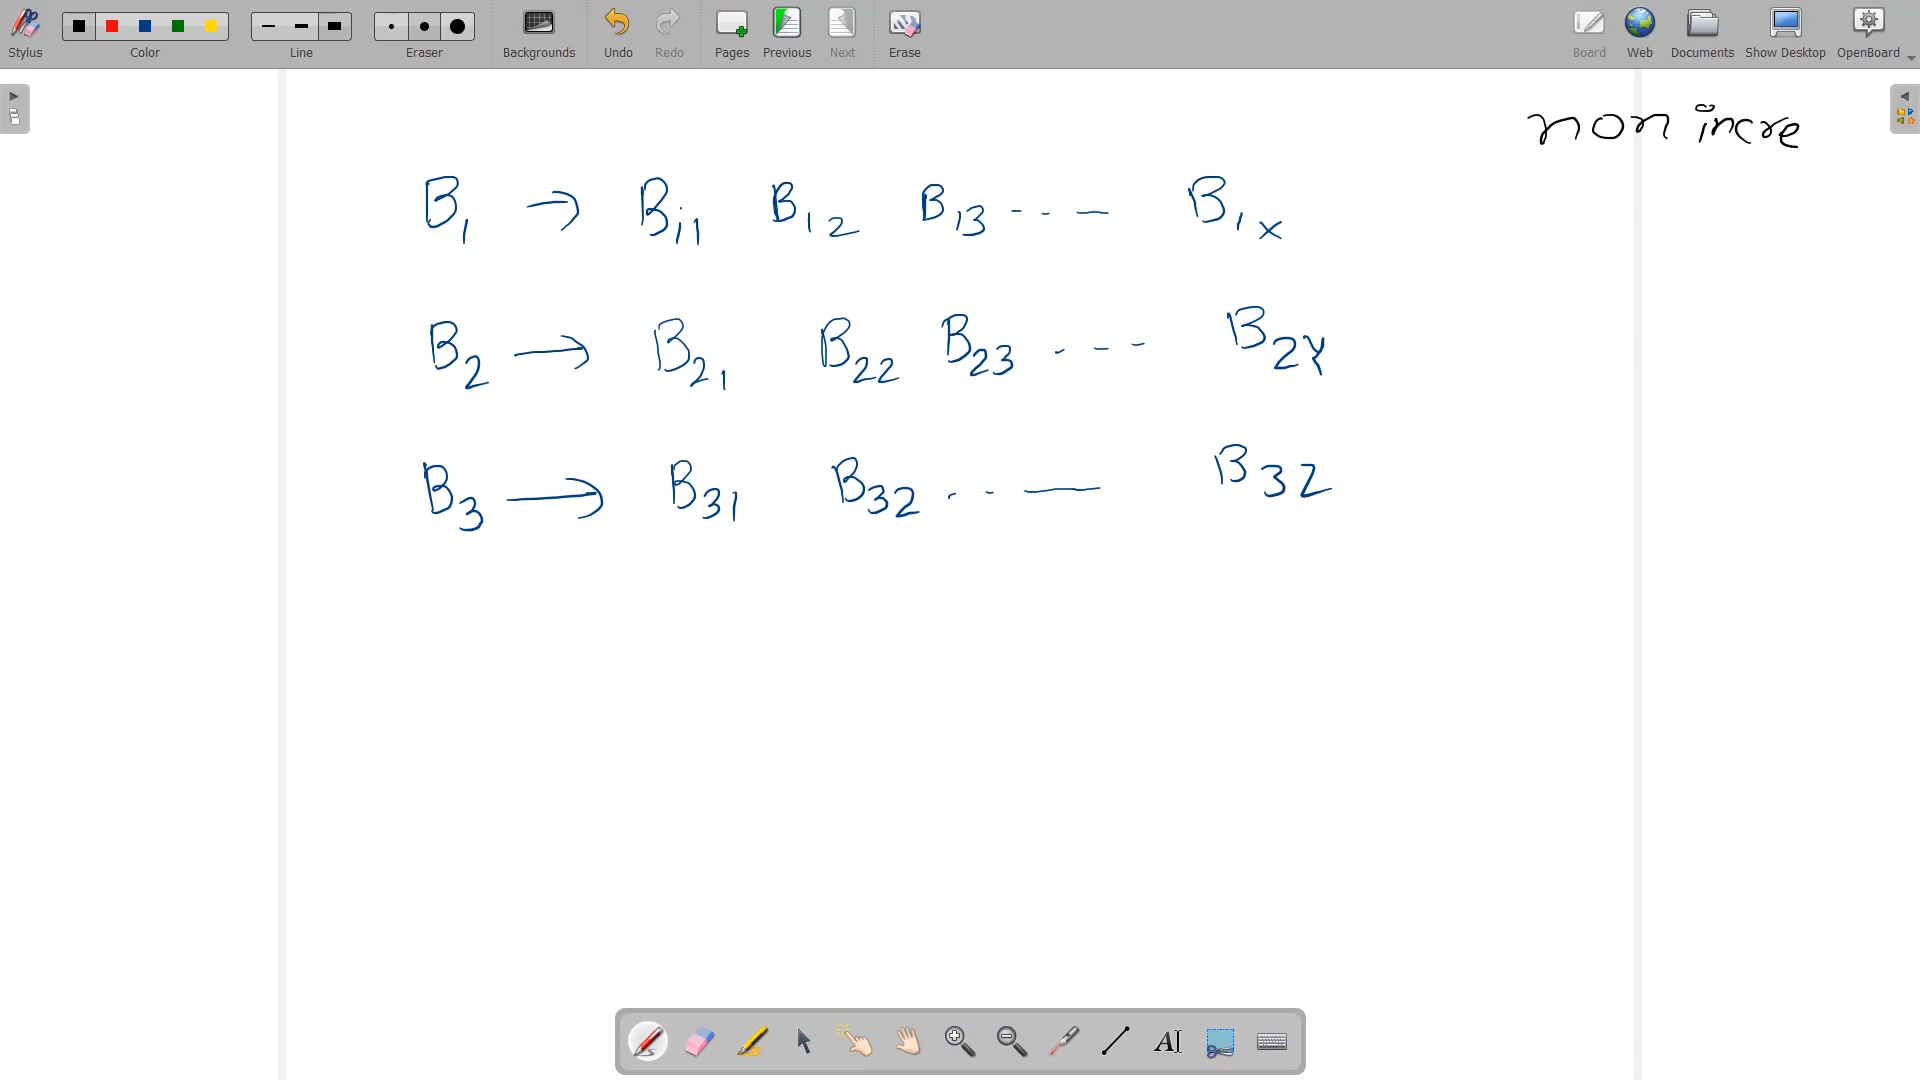 Stylus Color Line Eraser Backgrounds Undo Redo Pages Previous Next Erase Board Web Documents Show Desktop OpenBoard
non incre
B₁ → Bᵢ₁ B₁₂ B₁₃ ... — B₁ₓ
B₂ → B₂₁ B₂₂ B₂₃ - - - B₂Y
B₃ → B₃₁ B₃₂ ... — B₃Z